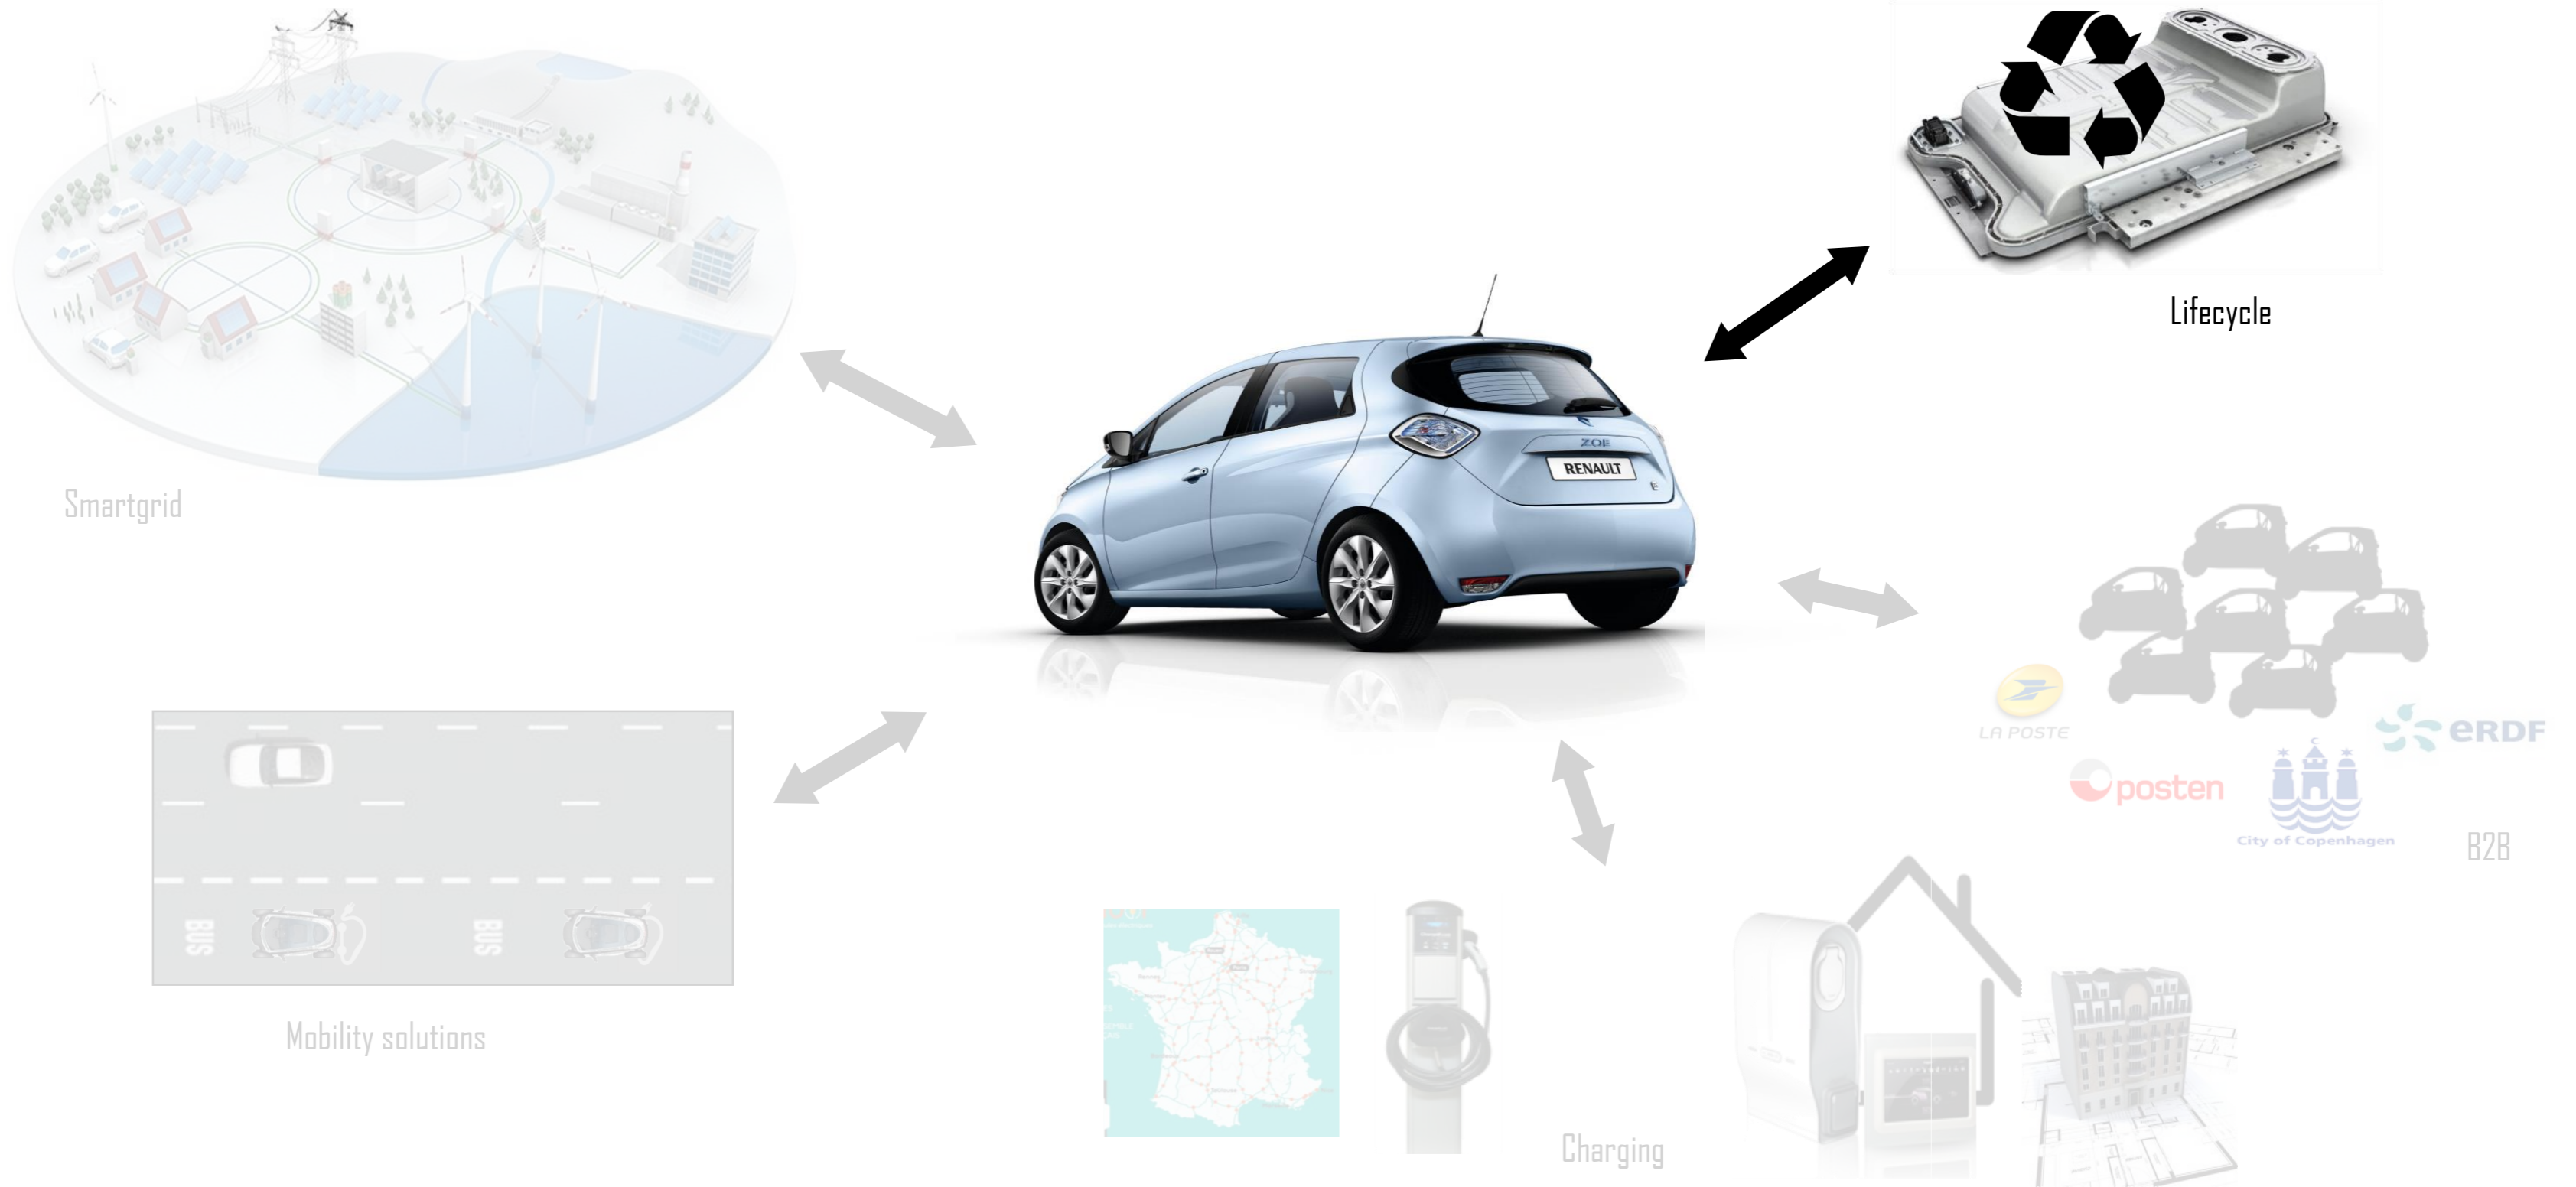 Lifecycle
ZOE
RENAULT
Smartgrid
LA POSTE
erDF
posten
City of Copenhagen
B2B
BUS
BUS
Mobility solutions
Charging